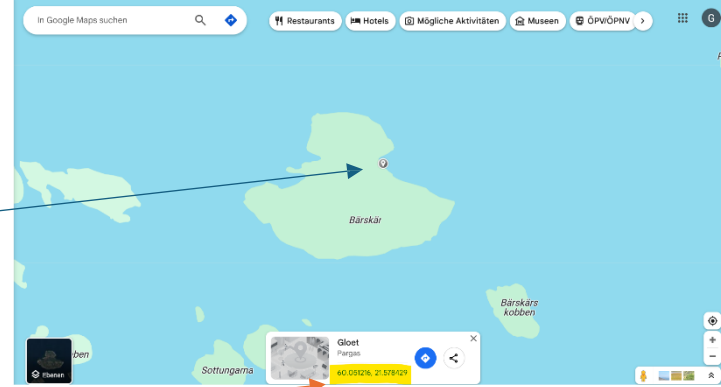 In Google Maps suchen
Restaurants
Hotels
Mögliche Aktivitäten
Museen
ÖPV/ÖPNV
G
Bärskär
Bärskärs
kobben
Gloet
Pargas
60.051216, 21.578429
Ebenen
Sottungarna